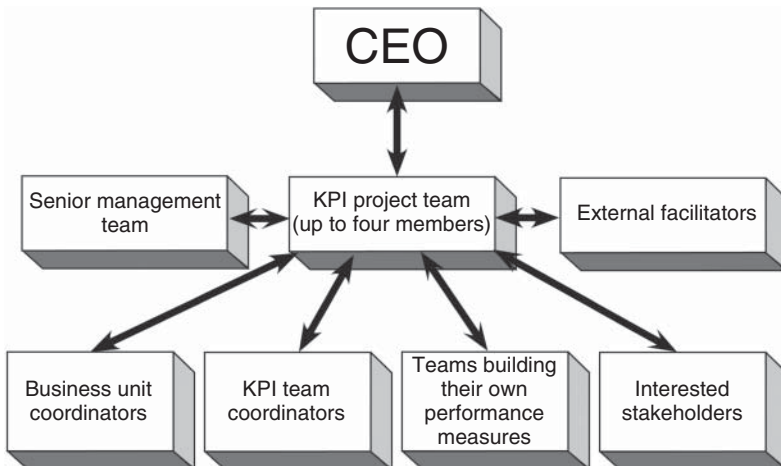 CEO
Senior management
team
KPI project team
(up to four members)
External facilitators
Business unit
coordinators
KPI team
coordinators
Teams building
their own
performance
measures
Interested
stakeholders